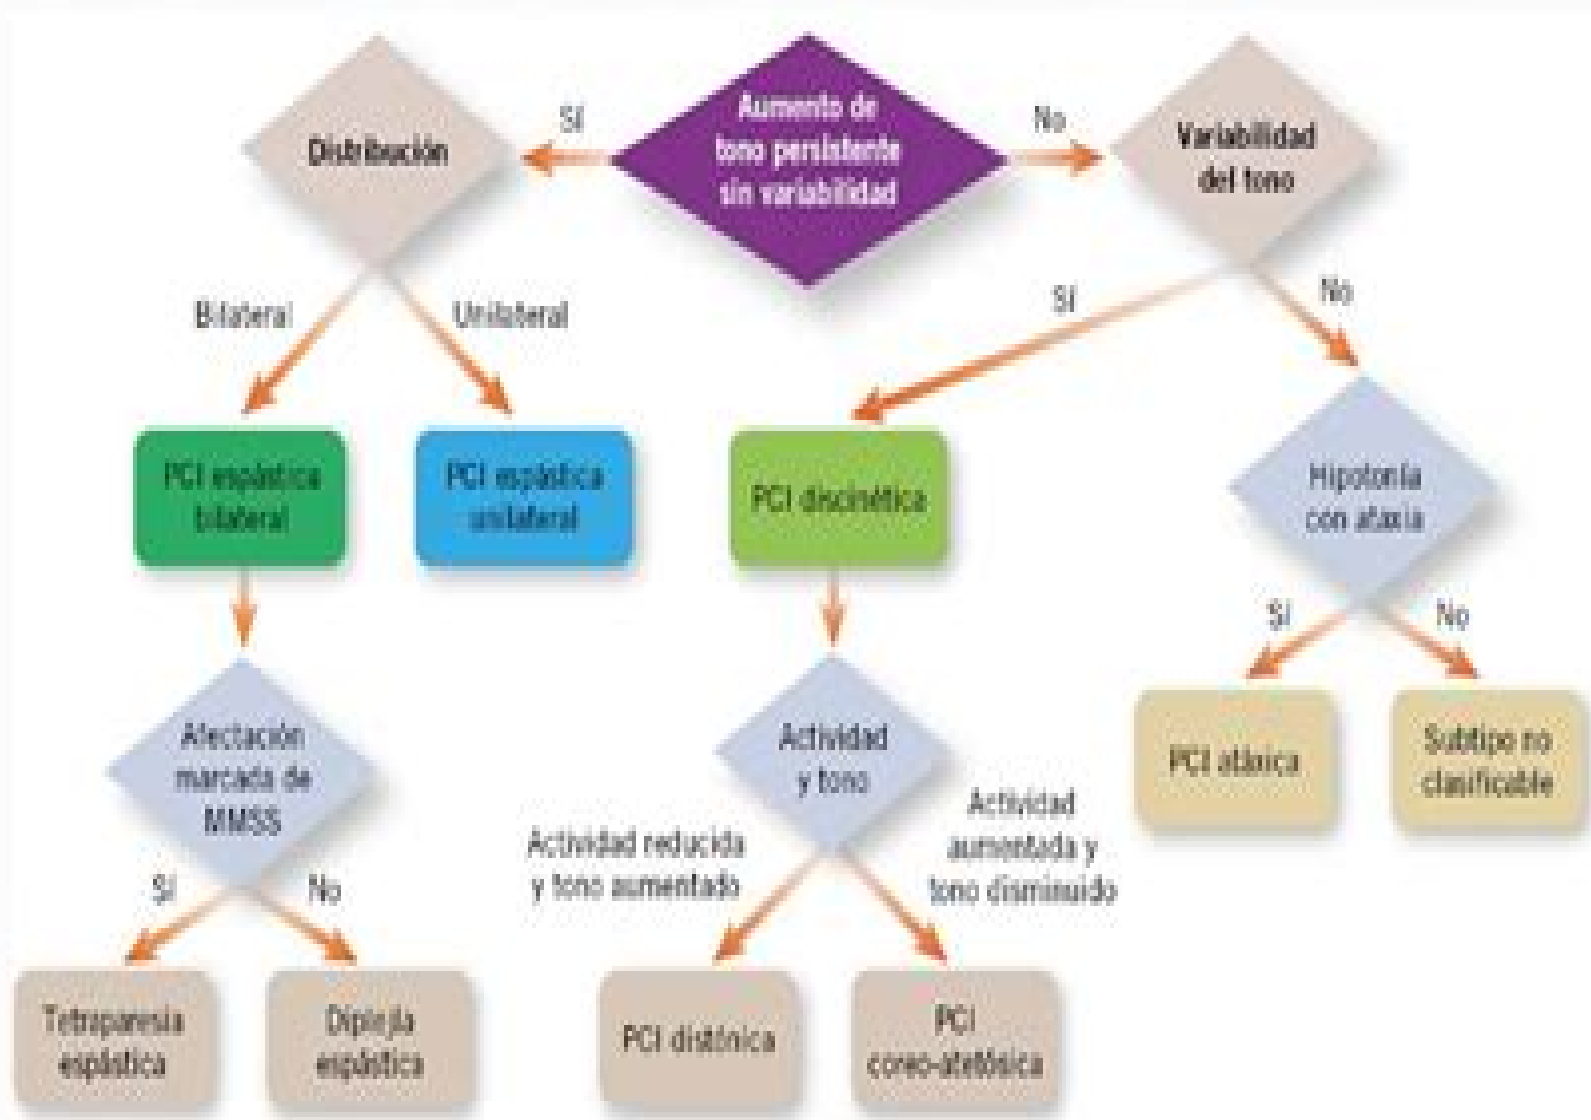 Aumento de
tono persistente
sin variabilidad
Sí
No
Distribución
Variabilidad
del tono
Bilateral
Unilateral
Sí
No
PCI espástica
bilateral
PCI espástica
unilateral
PCI discinética
Hipotonía
con ataxia
Sí
No
Afectación
marcada de
MMSS
Actividad
y tono
PCI atáxica
Subtipo no
clasificable
Sí
No
Actividad reducida
y tono aumentado
Actividad
aumentada y
tono disminuido
Tetraparesia
espástica
Diplejía
espástica
PCI distónica
PCI
coreo-atetósica